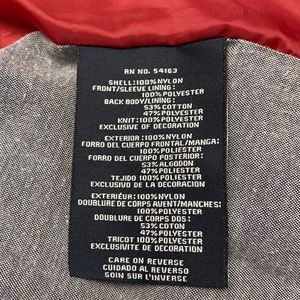 RN NO. 54163
SHELL:100%NYLON
FRONT/SLEEVE LINING:
100%POLYESTER
BACK BODY/LINING:
53%COTTON
47%POLYESTER
KNIT:100%POLYESTER
EXCLUSIVE OF DECORATION
EXTERIOR :100%NYLON
FORRO DEL CUERPO FRONTAL/MANGA:
100%POLIESTER
FORRO DEL CUERPO POSTERIOR:
53%ALGODON
47%POLIESTER
TEJIDO 100%POLIESTER
EXCLUSIVO DE LA DECORACION
EXTÉRIEUR:100%NYLON
DOUBLURE DE CORPS AVENT/MANCHES:
100%POLYESTER
DOUBLURE DE CORPS DOS:
53%COTON
47%POLYESTER
TRICOT 100%POLYESTER
EXCLUSIVITE DE DECORATION
CARE ON REVERSE
CUIDADO AL REVERSO
SOIN SUR L'INVERSE